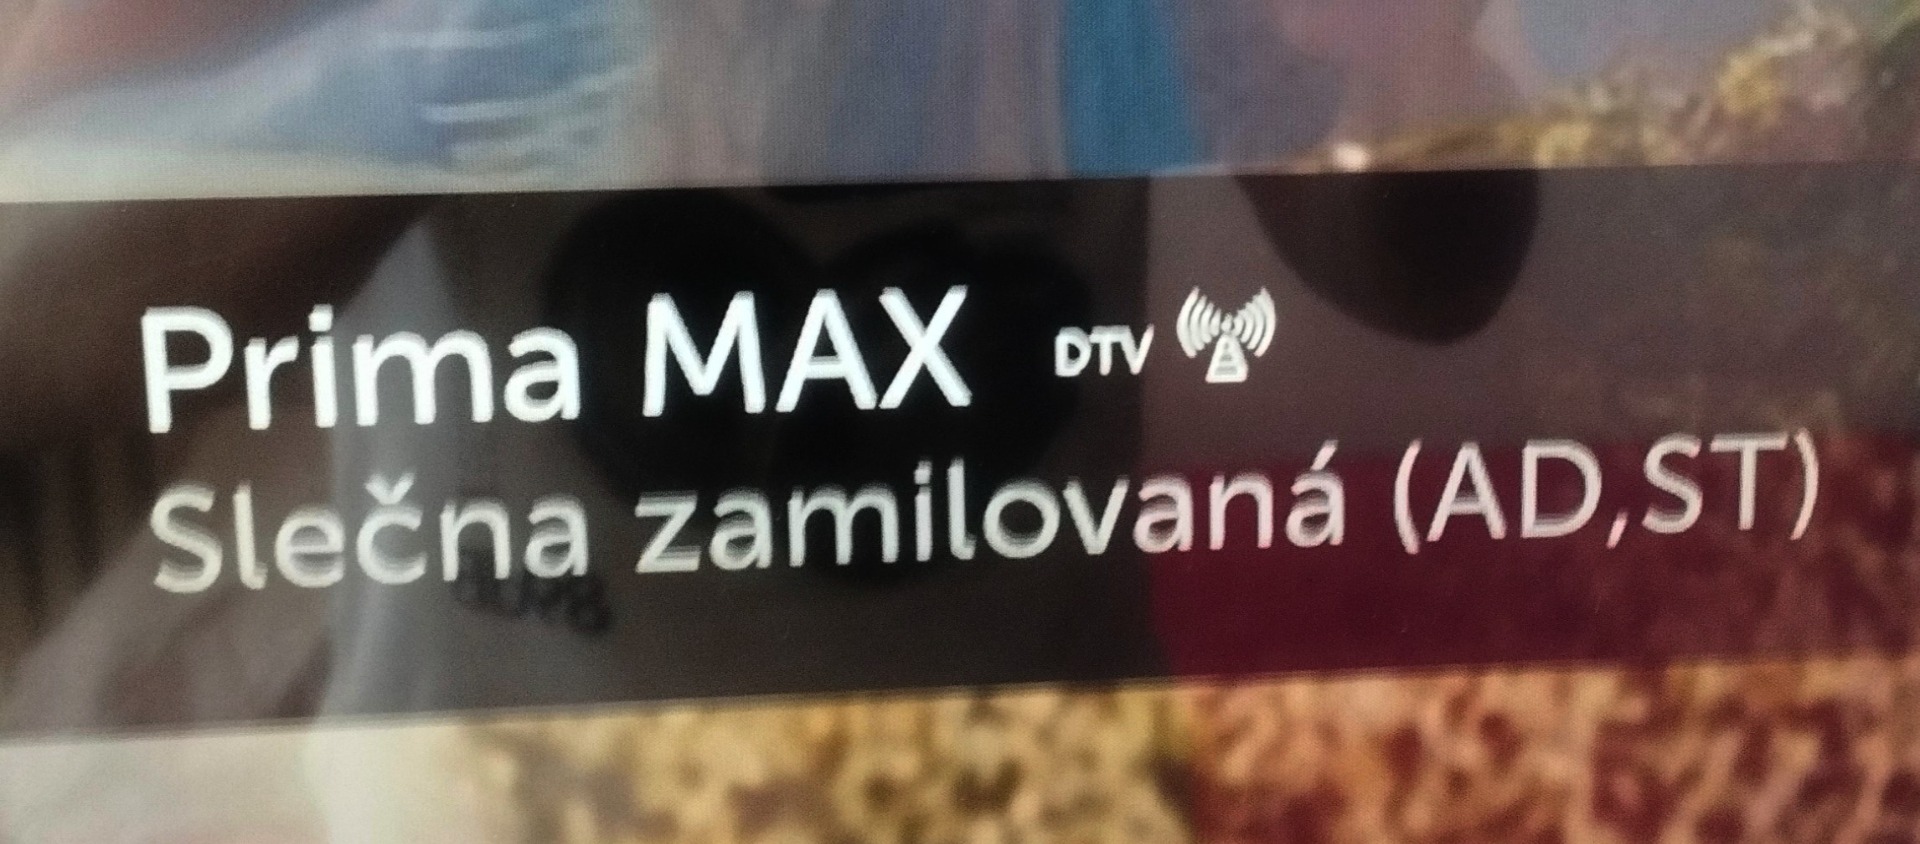 Prima MAX DTV
Slečna zamilovaná (AD,ST)